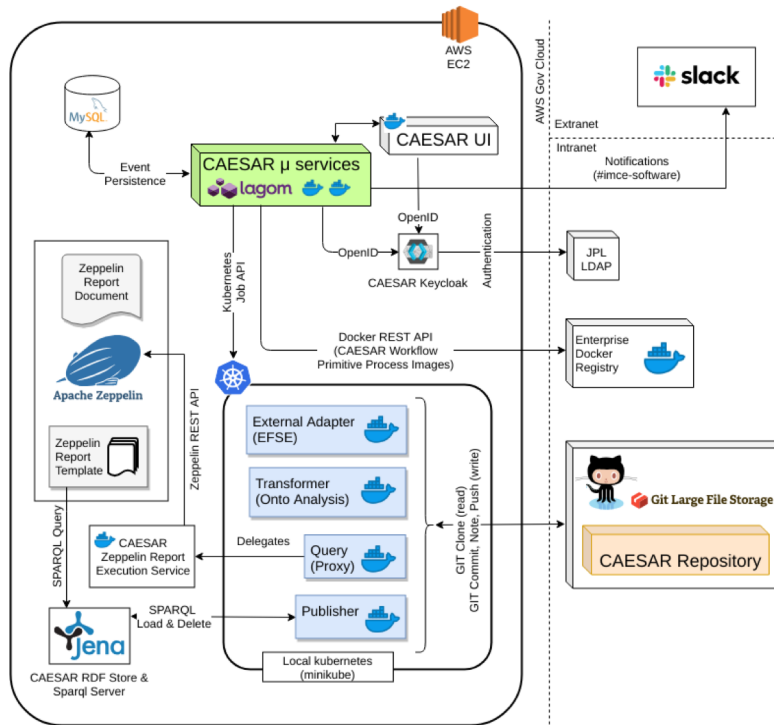 AWS
EC2
AWS Gov Cloud
slack
Extranet
Intranet
MySQL
Event
Persistence
CAESAR μ services
lagom
CAESAR UI
Notifications
(#imce-software)
OpenID
OpenID
CAESAR Keycloak
Authentication
JPL
LDAP
Kubernetes
Job API
Zeppelin
Report
Document
Apache Zeppelin
Zeppelin
Report
Template
Zeppelin REST API
SPARQL Query
Docker REST API
(CAESAR Workflow
Primitive Process Images)
Enterprise
Docker
Registry
External Adapter
(EFSE)
Transformer
(Onto Analysis)
Query
(Proxy)
Publisher
GIT Clone (read)
GIT Commit, Note, Push (write)
Git Large File Storage
CAESAR Repository
CAESAR
Zeppelin Report
Execution Service
Delegates
SPARQL
Load & Delete
Jena
CAESAR RDF Store &
Sparql Server
Local kubernetes
(minikube)